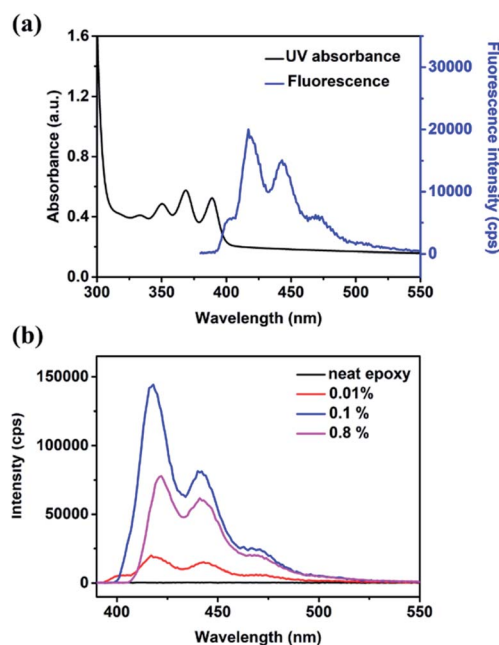 (a)
UV absorbance
Fluorescence
Absorbance (a.u.)
1.6
1.2
0.8
0.4
0.0
Fluorescence intensity (cps)
30000
20000
10000
0
300 350 400 450 500 550
Wavelength (nm)
(b)
neat epoxy
0.01%
0.1 %
0.8 %
Intensity (cps)
150000
100000
50000
0
400 450 500 550
Wavelength (nm)